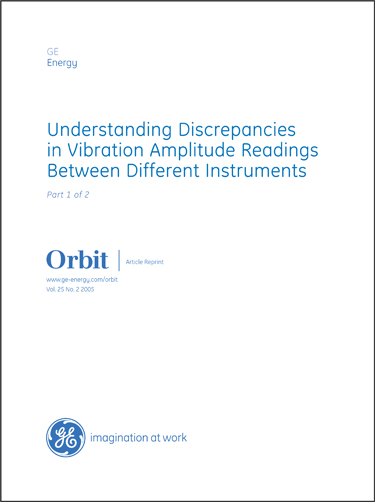 GE
Energy
Understanding Discrepancies
in Vibration Amplitude Readings
Between Different Instruments
Part 1 of 2
Orbit
Article Reprint
www.ge-energy.com/orbit
Vol. 25 No. 2 2005
GE
imagination at work